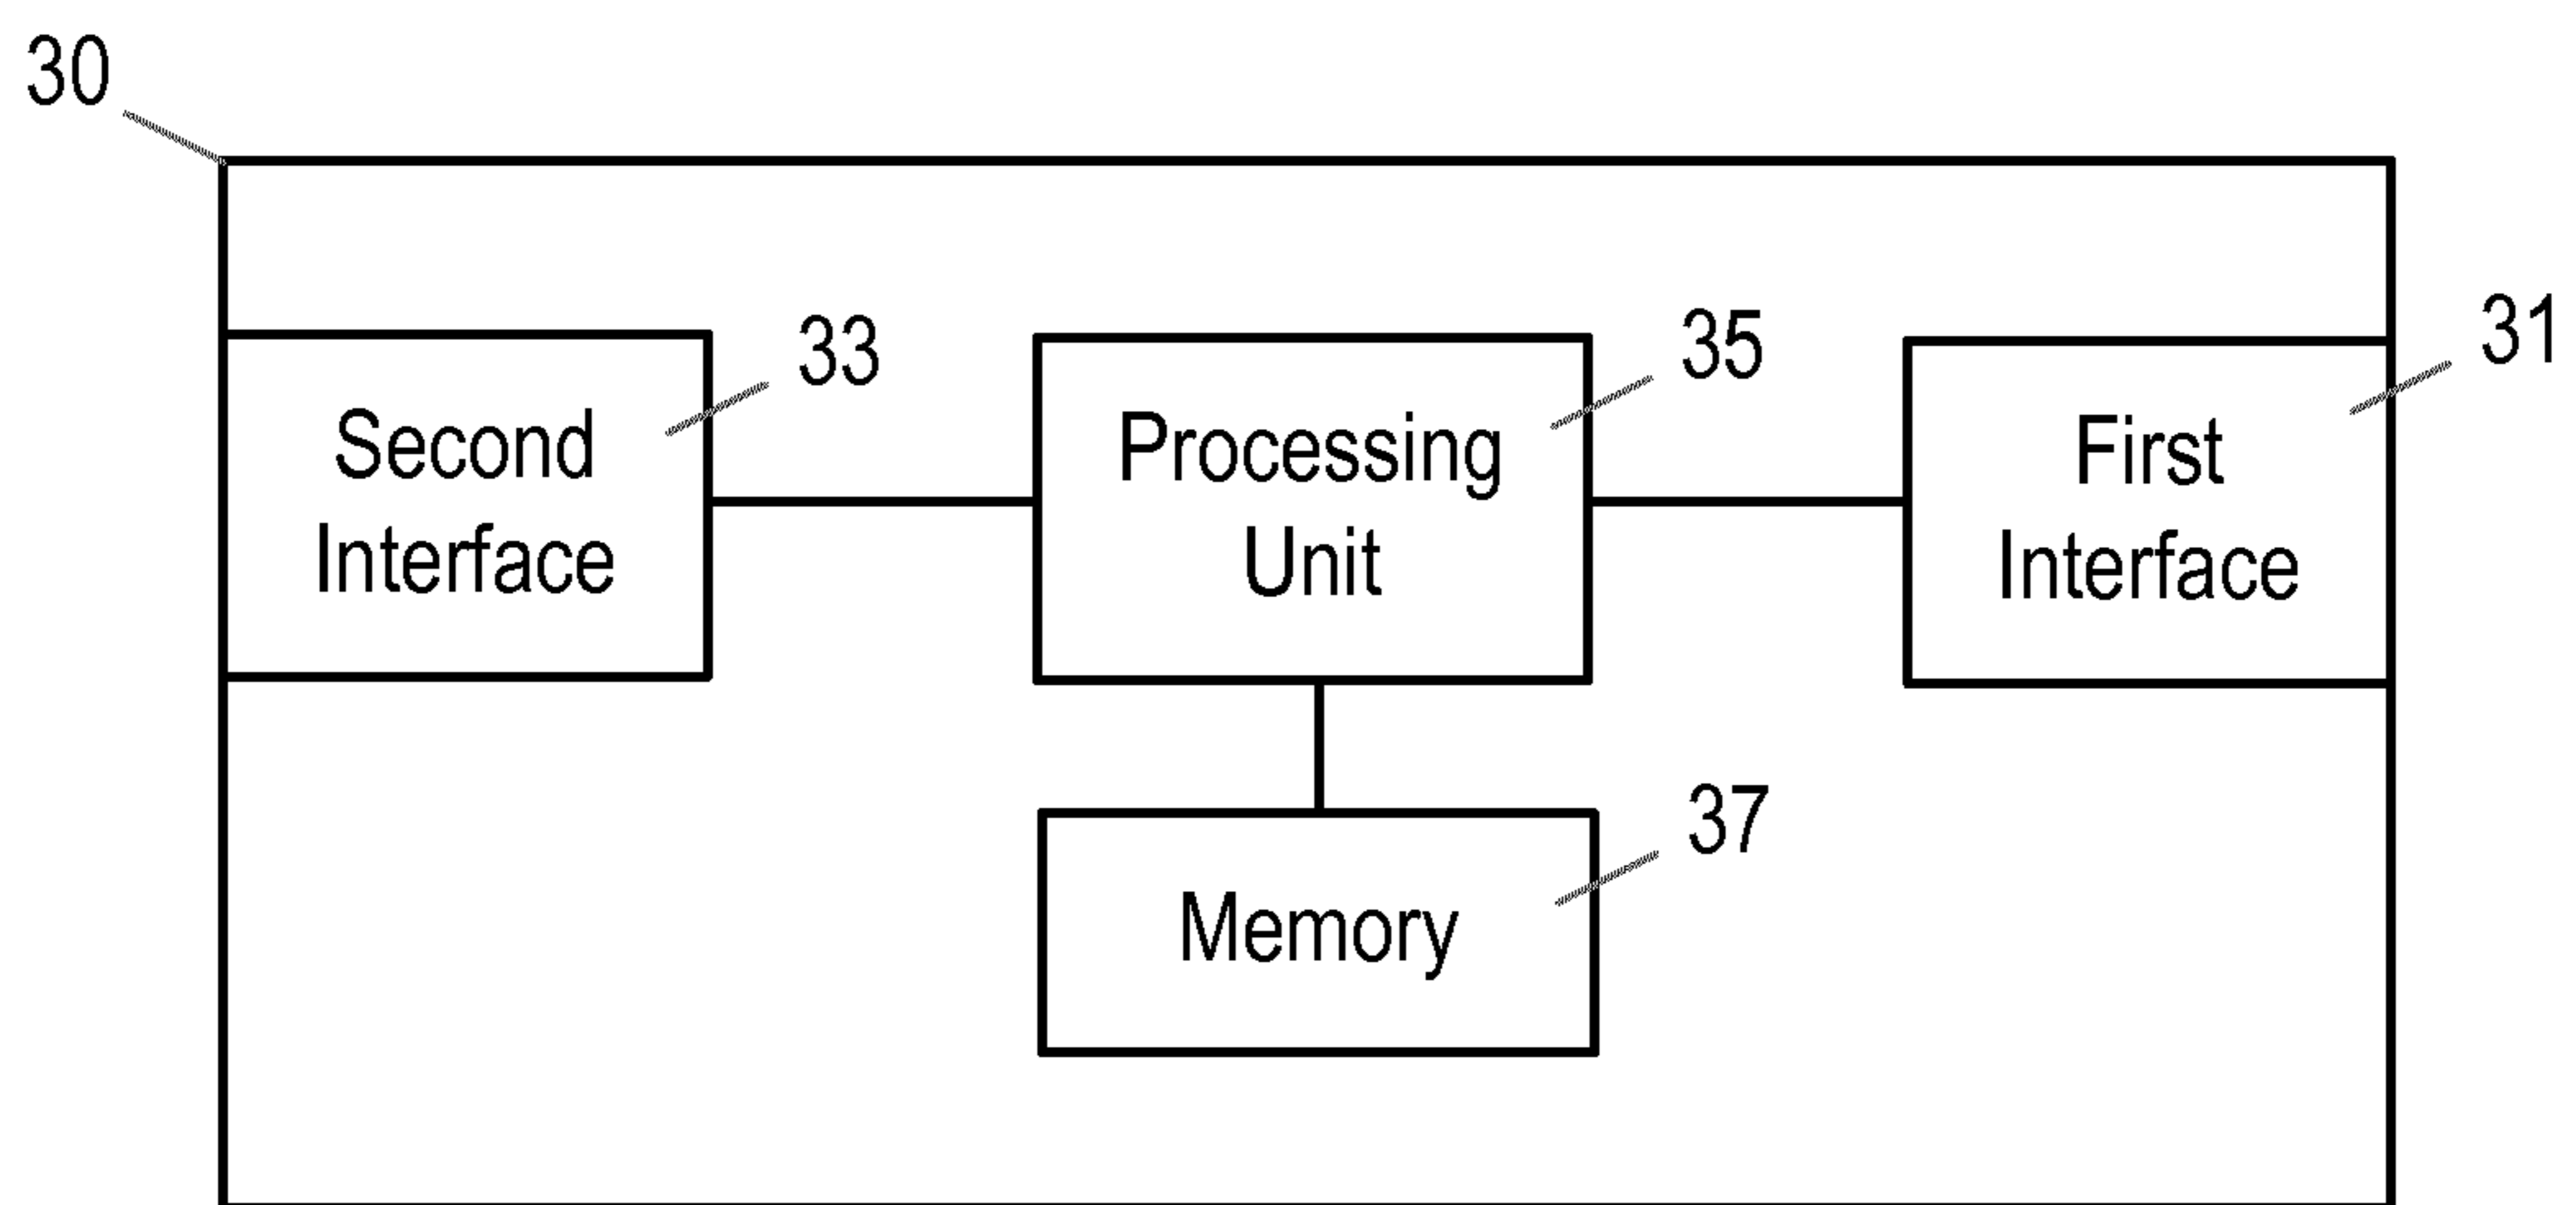 30
33
35
31
Second
Interface
Processing
Unit
First
Interface
37
Memory